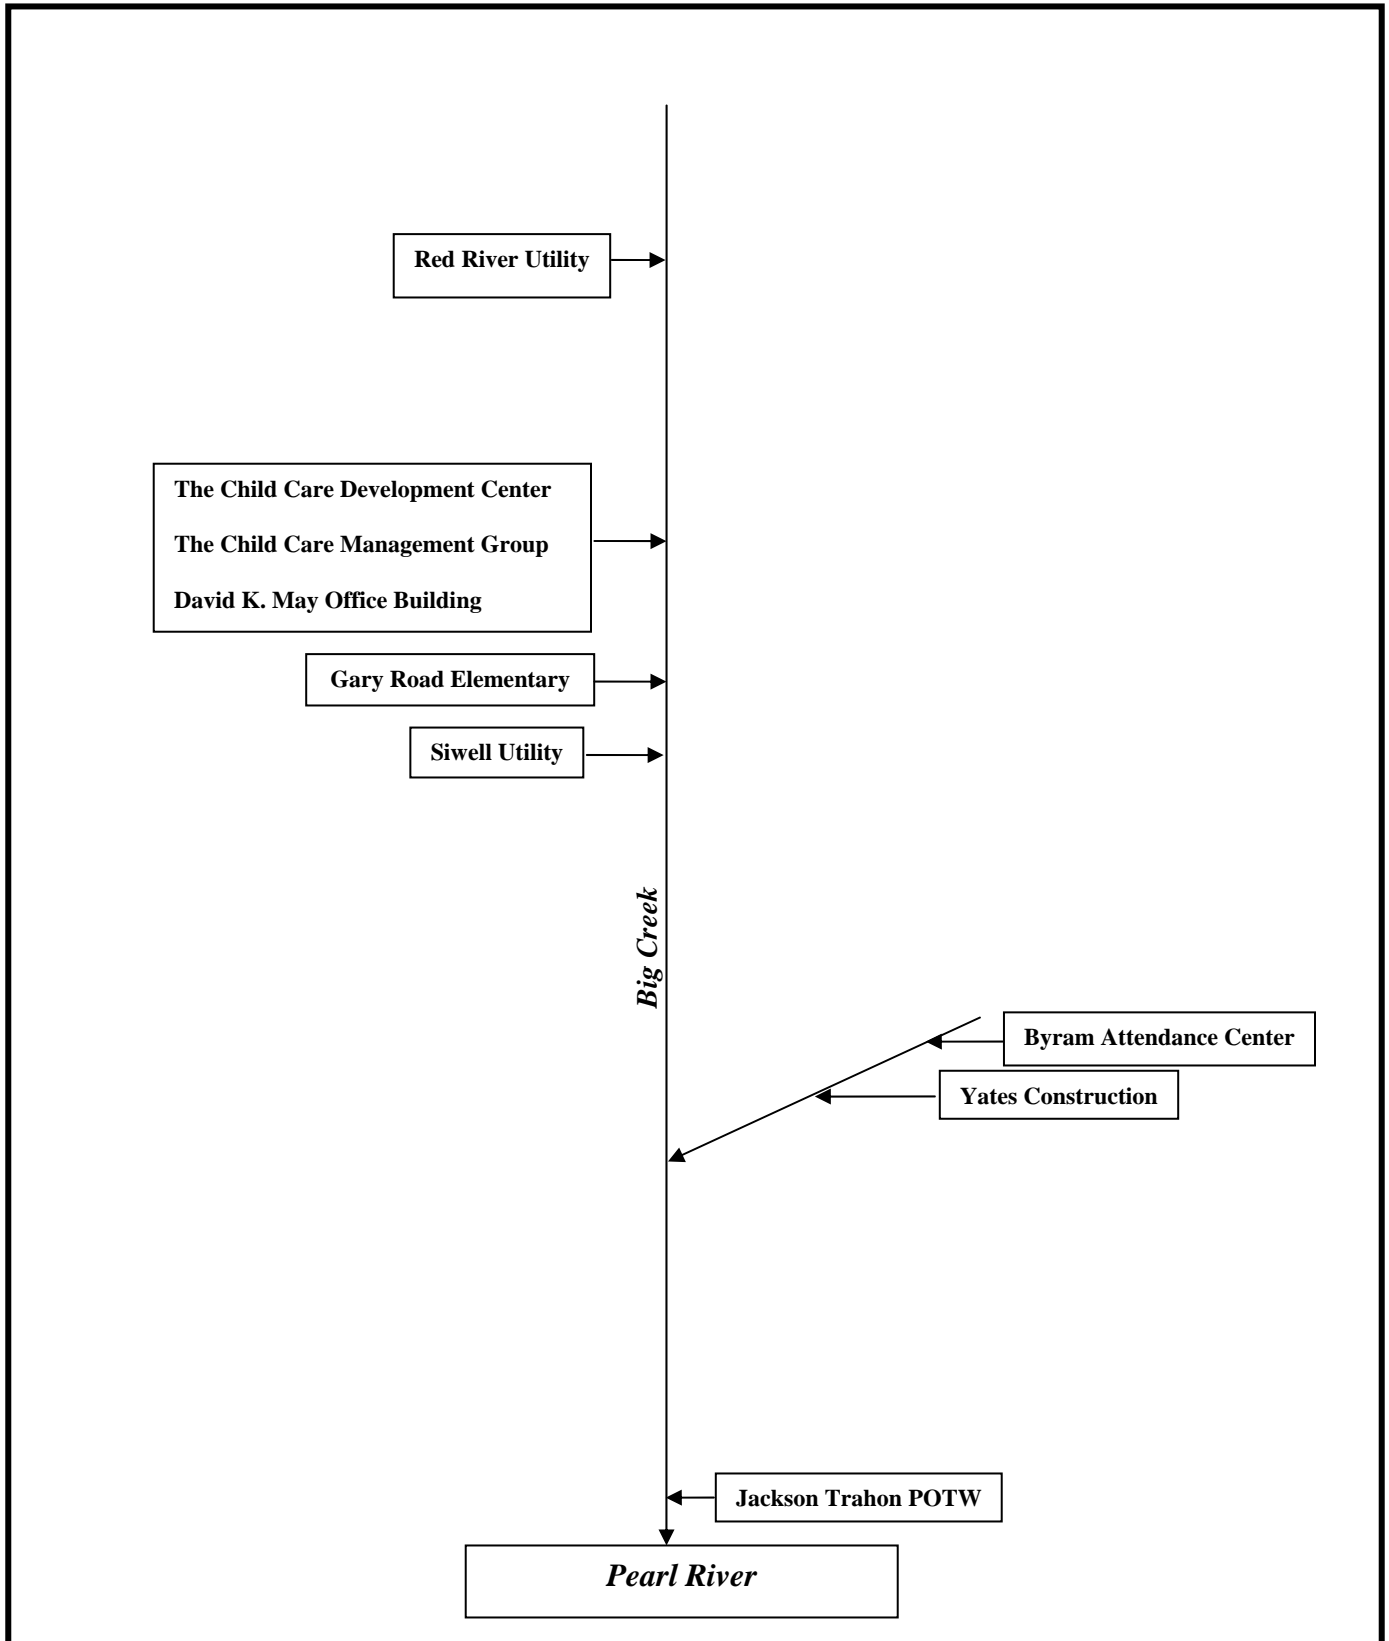 Red River Utility
The Child Care Development Center
The Child Care Management Group
David K. May Office Building
Gary Road Elementary
Siwell Utility
Big Creek
Byram Attendance Center
Yates Construction
Jackson Trahon POTW
Pearl River